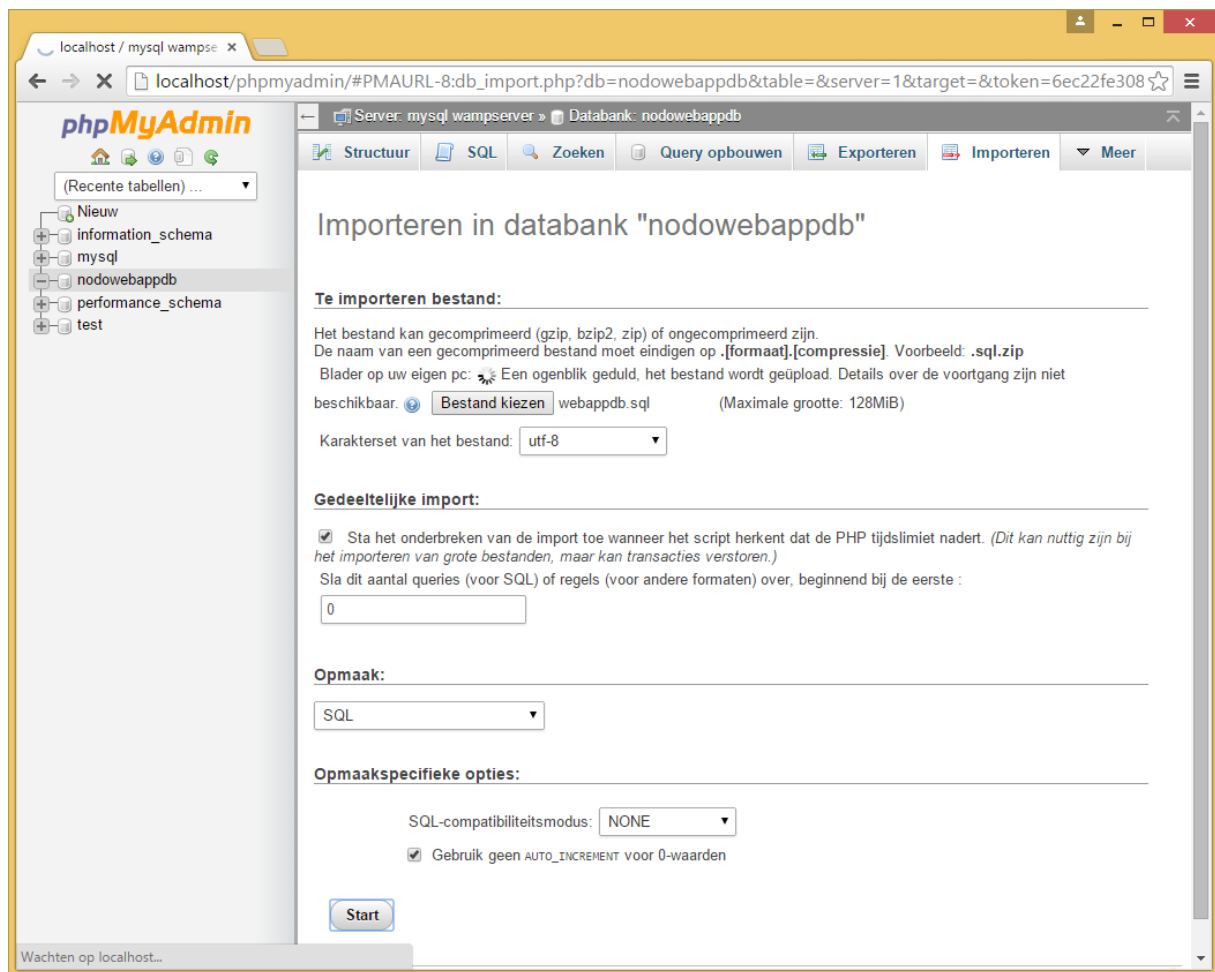 localhost / mysql wampse
localhost/phpmyadmin/#PMAURL-8:db_import.php?db=nodowebappdb&table=&server=1&target=&token=6ec22fe308
phpMyAdmin
(Recente tabellen) ...
Nieuw
information_schema
mysql
nodowebappdb
performance_schema
test
Server: mysql wampserver » Databank: nodowebappdb
Structuur SQL Zoeken Query opbouwen Exporteren Importeren Meer
Importeren in databank "nodowebappdb"
Te importeren bestand:
Het bestand kan gecomprimeerd (gzip, bzip2, zip) of ongecomprimeerd zijn.
De naam van een gecomprimeerd bestand moet eindigen op .[formaat].[compressie]. Voorbeeld: .sql.zip
Blader op uw eigen pc: Een ogenblik geduld, het bestand wordt geüpload. Details over de voortgang zijn niet
beschikbaar. Bestand kiezen webappdb.sql (Maximale grootte: 128MiB)
Karakterset van het bestand: utf-8
Gedeeltelijke import:
Sta het onderbreken van de import toe wanneer het script herkent dat de PHP tijdslimiet nadert. (Dit kan nuttig zijn bij
het importeren van grote bestanden, maar kan transacties verstoren.)
Sla dit aantal queries (voor SQL) of regels (voor andere formaten) over, beginnend bij de eerste :
0
Opmaak:
SQL
Opmaakspecifieke opties:
SQL-compatibiliteitsmodus: NONE
Gebruik geen AUTO_INCREMENT voor 0-waarden
Start
Wachten op localhost...